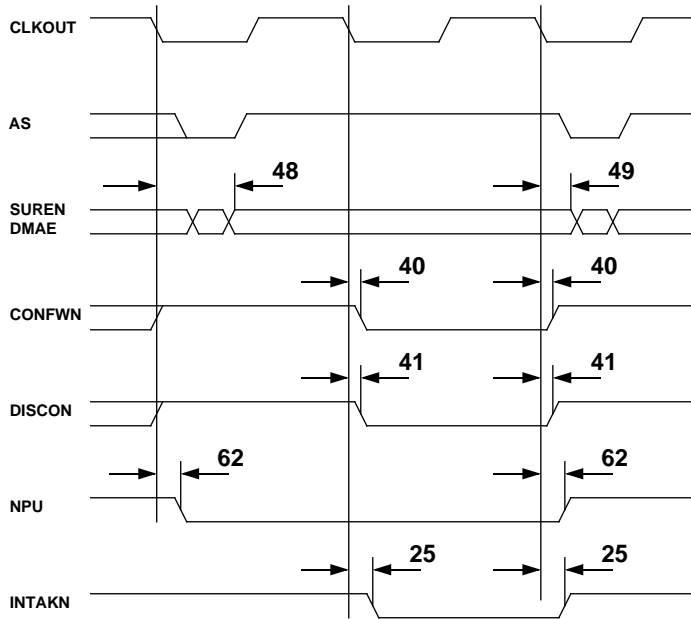 CLKOUT
AS
48
49
SUREN
DMAE
40
40
CONFWN
41
41
DISCON
62
62
NPU
25
25
INTAKN